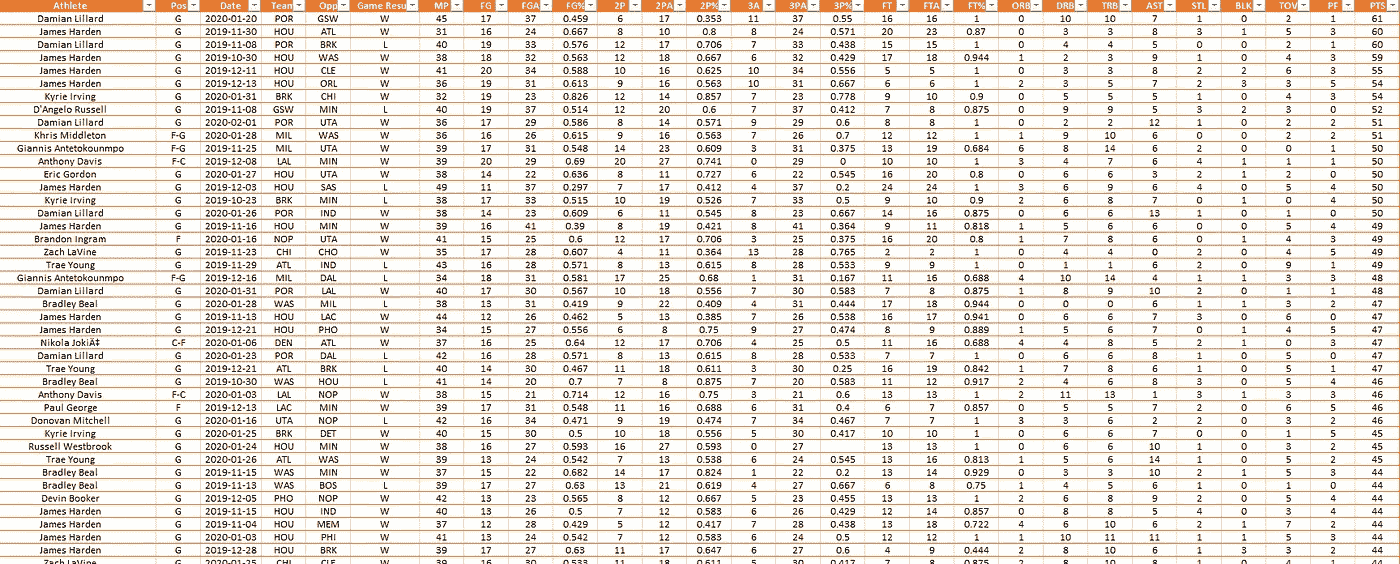 Athlete Pos Date Team Opp Game Resu MP FG FGA FG% 2P 2PA 2P% 3A 3PA 3P% FT FTA FT% ORB DRB TRB AST STL BLK TOV PF PTS
Damian Lillard G 2020-01-20 POR GSW W 45 17 37 0.459 6 17 0.353 11 37 0.55 16 16 1 0 10 10 7 1 0 2 1 61
James Harden G 2019-11-30 HOU ATL W 31 16 24 0.667 8 10 0.8 8 24 0.571 20 23 0.87 0 3 3 8 3 1 5 3 60
Damian Lillard G 2019-11-08 POR BRK L 40 19 33 0.576 12 17 0.706 7 33 0.438 15 15 1 0 4 4 5 0 0 2 1 60
James Harden G 2019-10-30 HOU WAS W 38 18 32 0.563 12 18 0.667 6 32 0.429 17 18 0.944 1 2 3 9 1 0 4 3 59
James Harden G 2019-12-11 HOU CLE W 41 20 34 0.588 10 16 0.625 10 34 0.556 5 5 1 0 3 3 8 2 2 6 3 55
James Harden G 2019-12-13 HOU ORL W 36 19 31 0.613 9 16 0.563 10 31 0.667 6 6 1 2 3 5 7 2 3 3 5 54
Kyrie Irving G 2020-01-31 BRK CHI W 32 19 23 0.826 12 14 0.857 7 23 0.778 9 10 0.9 0 5 5 5 1 0 4 3 54
D'Angelo Russell G 2019-11-08 GSW MIN L 40 19 37 0.514 12 20 0.6 7 37 0.412 7 8 0.875 0 9 9 5 2 0 3 0 52
Damian Lillard G 2020-02-01 POR UTA W 36 17 29 0.586 8 14 0.571 9 29 0.6 8 8 1 0 2 2 12 1 0 2 2 51
Khris Middleton F-G 2020-01-28 MIL WAS W 36 16 26 0.615 9 16 0.563 7 26 0.7 12 12 1 1 9 10 6 0 0 2 2 51
Giannis Antetokounmpo F-G 2019-11-25 MIL UTA W 39 17 31 0.548 14 23 0.609 3 31 0.375 13 19 0.684 6 8 14 6 2 0 0 1 50
Anthony Davis F-C 2019-12-08 LAL MIN W 39 20 29 0.69 20 27 0.741 0 29 0 10 10 1 3 4 7 6 4 1 1 1 50
Eric Gordon G 2020-01-27 HOU UTA W 38 14 22 0.636 8 11 0.727 6 22 0.545 16 20 0.8 0 6 6 3 2 1 2 0 50
James Harden G 2019-12-03 HOU SAS L 49 11 37 0.297 7 17 0.412 4 37 0.2 24 24 1 3 6 9 6 4 0 5 4 50
Kyrie Irving G 2019-10-23 BRK MIN L 38 17 33 0.515 10 19 0.526 7 33 0.5 9 10 0.9 2 6 8 7 0 1 0 4 50
Damian Lillard G 2020-01-26 POR IND W 38 14 23 0.609 6 11 0.545 8 23 0.667 14 16 0.875 0 6 6 13 1 0 1 0 50
James Harden G 2019-11-16 HOU MIN W 39 16 41 0.39 8 19 0.421 8 41 0.364 9 11 0.818 1 5 6 6 0 0 5 4 49
Brandon Ingram F 2020-01-16 NOP UTA W 41 15 25 0.6 12 17 0.706 3 25 0.375 16 20 0.8 1 7 8 6 0 1 4 3 49
Zach LaVine G 2019-11-23 CHI CHO W 35 17 28 0.607 4 11 0.364 13 28 0.765 2 2 1 0 4 4 2 0 0 4 5 49
Trae Young G 2019-11-29 ATL IND L 43 16 28 0.571 8 13 0.615 8 28 0.533 9 9 1 0 1 1 6 2 0 9 1 49
Giannis Antetokounmpo F-G 2019-12-16 MIL DAL L 34 18 31 0.581 17 25 0.68 1 31 0.167 11 16 0.688 4 10 14 4 1 1 3 3 48
Damian Lillard G 2020-01-31 POR LAL W 40 17 30 0.567 10 18 0.556 7 30 0.583 7 8 0.875 1 8 9 10 2 0 1 1 48
Bradley Beal G 2020-01-28 WAS MIL L 38 13 31 0.419 9 22 0.409 4 31 0.444 17 18 0.944 0 0 0 6 1 1 3 2 47
James Harden G 2019-11-13 HOU LAC W 44 12 26 0.462 5 13 0.385 7 26 0.538 16 17 0.941 0 6 6 7 3 0 6 4 47
James Harden G 2019-12-21 HOU PHO W 34 15 27 0.556 6 8 0.75 9 27 0.474 8 9 0.889 1 5 6 7 0 1 4 5 47
Nikola JokiÄ‡ C-F 2020-01-06 DEN ATL W 37 16 25 0.64 12 17 0.706 4 25 0.5 11 16 0.688 4 4 8 5 2 1 0 5 47
Damian Lillard G 2020-01-23 POR DAL L 42 16 28 0.571 8 13 0.615 8 28 0.533 7 7 1 0 6 6 8 1 0 5 0 47
Trae Young G 2019-12-21 ATL BRK L 40 14 30 0.467 11 18 0.611 3 30 0.25 16 19 0.842 1 7 8 6 1 0 5 1 47
Bradley Beal G 2019-10-30 WAS HOU L 41 14 20 0.7 7 8 0.875 7 20 0.583 11 12 0.917 2 4 6 8 3 0 5 4 46
Anthony Davis F-C 2020-01-03 LAL NOP W 38 15 21 0.714 12 16 0.75 3 21 0.6 13 13 1 2 11 13 1 3 1 3 3 46
Paul George F 2019-12-13 LAC MIN W 39 17 31 0.548 11 16 0.688 6 31 0.4 6 7 0.857 0 5 5 7 2 0 6 5 46
Donovan Mitchell G 2020-01-16 UTA NOP L 42 16 34 0.471 9 19 0.474 7 34 0.467 7 7 1 3 3 6 2 2 0 3 2 46
Kyrie Irving G 2020-01-25 BRK DET W 40 15 30 0.5 10 18 0.556 5 30 0.417 10 10 1 0 6 6 7 0 0 1 5 45
Russell Westbrook G 2020-01-24 HOU MIN W 38 16 27 0.593 16 27 0.593 0 27 13 13 1 0 6 6 10 1 0 3 2 45
Trae Young G 2020-01-26 ATL WAS W 39 13 24 0.542 7 13 0.538 6 24 0.545 13 16 0.813 1 5 6 14 1 0 5 2 45
Bradley Beal G 2019-11-15 WAS MIN W 37 15 22 0.682 14 17 0.824 1 22 0.2 13 14 0.929 0 3 3 10 2 1 5 3 44
Bradley Beal G 2019-11-13 WAS BOS L 39 17 27 0.63 13 21 0.619 4 27 0.667 6 8 0.75 1 4 5 4 1 0 1 0 44
Devin Booker G 2019-12-05 PHO NOP W 42 13 23 0.565 8 12 0.667 5 23 0.455 13 13 1 2 6 8 9 2 0 5 4 44
James Harden G 2019-11-15 HOU IND W 40 13 26 0.5 7 12 0.583 6 26 0.429 12 14 0.857 0 8 8 5 4 0 3 4 44
James Harden G 2019-11-04 HOU MEM W 37 12 28 0.429 5 12 0.417 7 28 0.438 13 18 0.722 4 6 10 6 2 1 7 2 44
James Harden G 2020-01-03 HOU PHI W 41 13 24 0.542 7 12 0.583 6 24 0.5 12 12 1 1 10 11 11 1 0 5 3 44
James Harden G 2019-12-28 HOU BRK W 39 17 27 0.63 11 17 0.647 6 27 0.6 4 9 0.444 2 8 10 6 1 3 3 2 44